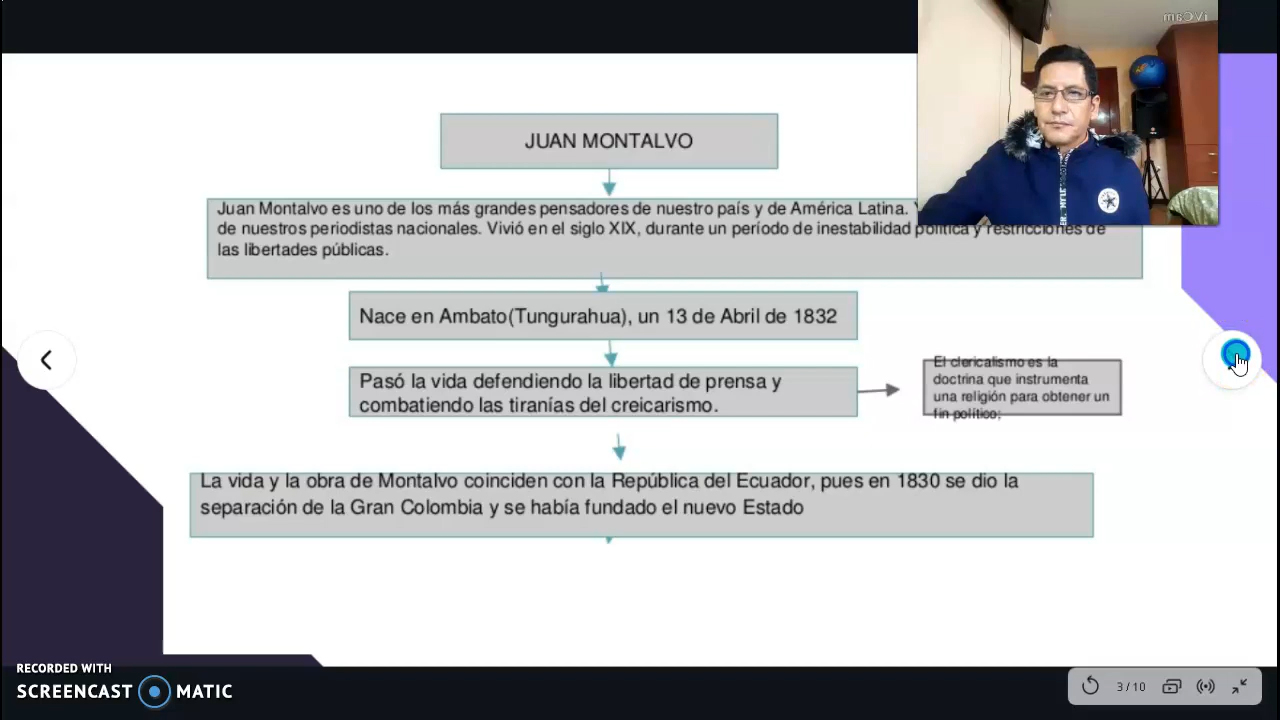 iVCam
JUAN MONTALVO
Juan Montalvo es uno de los más grandes pensadores de nuestro país y de América Latina.
de nuestros periodistas nacionales. Vivió en el siglo XIX, durante un período de inestabilidad política y restricciones de
las libertades públicas.
Nace en Ambato(Tungurahua), un 13 de Abril de 1832
Pasó la vida defendiendo la libertad de prensa y
combatiendo las tiranías del creicarismo.
El clericalismo es la
doctrina que instrumenta
una religión para obtener un
fin político;
La vida y la obra de Montalvo coinciden con la República del Ecuador, pues en 1830 se dio la
separación de la Gran Colombia y se había fundado el nuevo Estado
RECORDED WITH
SCREENCAST MATIC
3/10